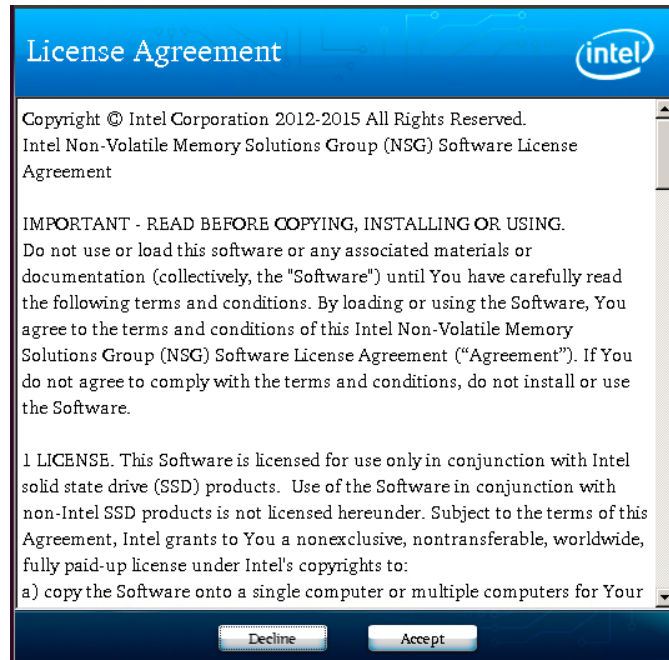 License Agreement
intel
Copyright © Intel Corporation 2012-2015 All Rights Reserved.
Intel Non-Volatile Memory Solutions Group (NSG) Software License
Agreement
IMPORTANT - READ BEFORE COPYING, INSTALLING OR USING.
Do not use or load this software or any associated materials or
documentation (collectively, the "Software") until You have carefully read
the following terms and conditions. By loading or using the Software, You
agree to the terms and conditions of this Intel Non-Volatile Memory
Solutions Group (NSG) Software License Agreement (“Agreement”). If You
do not agree to comply with the terms and conditions, do not install or use
the Software.
1 LICENSE. This Software is licensed for use only in conjunction with Intel
solid state drive (SSD) products.  Use of the Software in conjunction with
non-Intel SSD products is not licensed hereunder. Subject to the terms of this
Agreement, Intel grants to You a nonexclusive, nontransferable, worldwide,
fully paid-up license under Intel's copyrights to:
a) copy the Software onto a single computer or multiple computers for Your
Decline
Accept